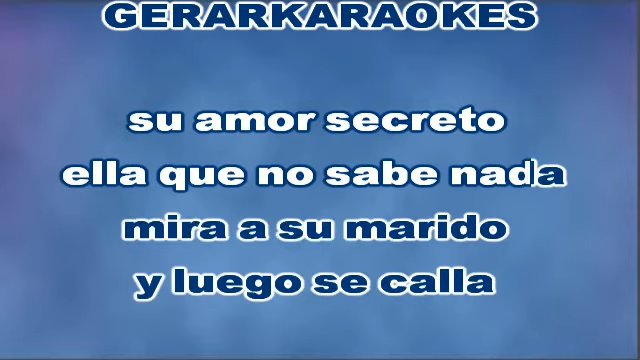 GERARKARAOKES
su amor secreto
ella que no sabe nada
mira a su marido
y luego se calla